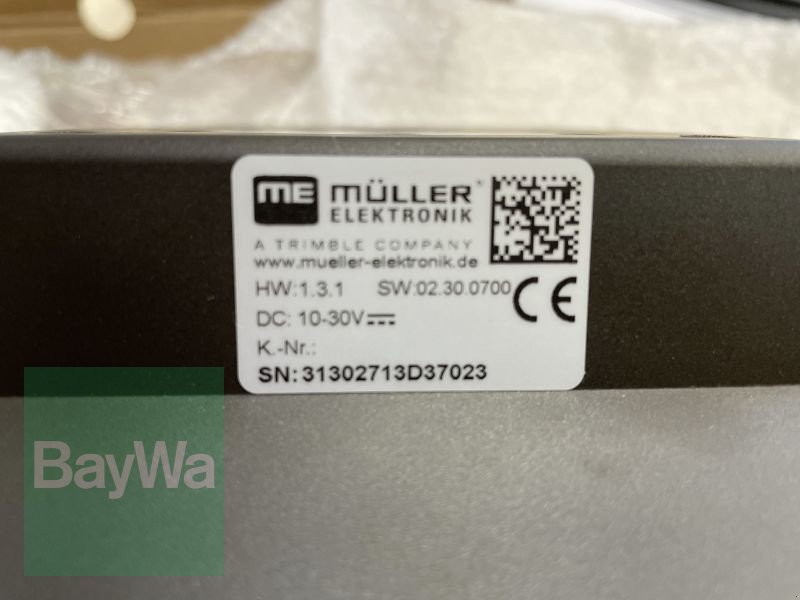 ME MÜLLER®
ELEKTRONIK
A TRIMBLE COMPANY
www.mueller-elektronik.de
HW:1.3.1 SW:02.30.0700 CE
DC: 10-30V
K.-Nr.:
SN:31302713D37023
BayWa